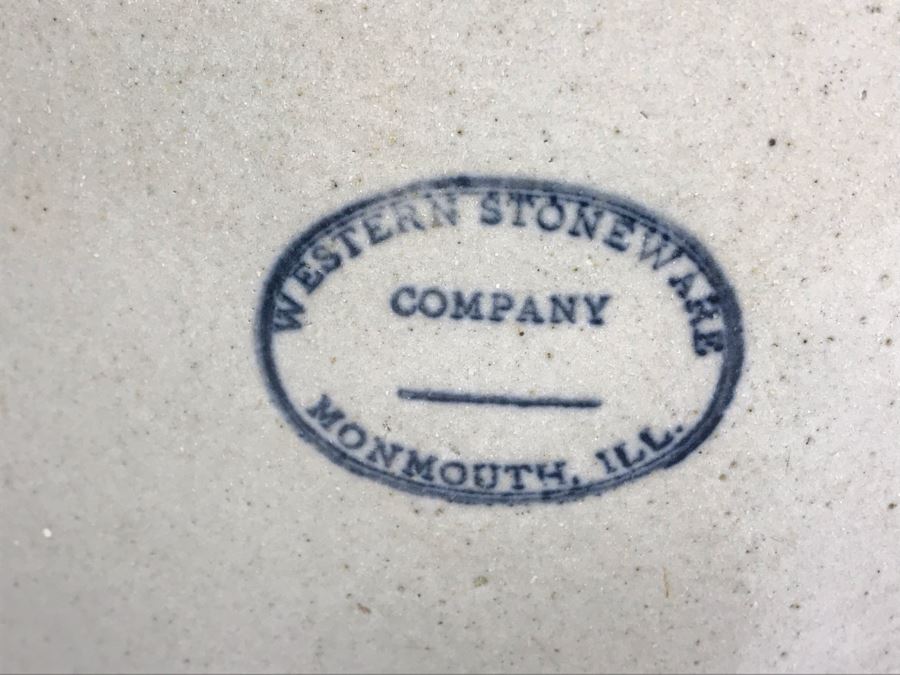 WESTERN STONEWARE
COMPANY
MONMOUTH, ILL.